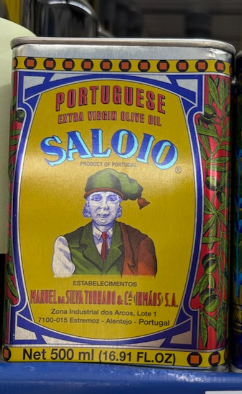 PORTUGUESE
EXTRA VIRGIN OLIVE OIL
SALOIO®
PRODUCT OF PORTUGAL
ESTABELECIMENTOS
MANUEL DA SILVA TORRADO & Cª (IRMÃOS) S.A.
Zona Industrial dos Arcos, Lote 1
7100-015 Estremoz - Alentejo - Portugal
Net 500 ml (16.91 FL.OZ)